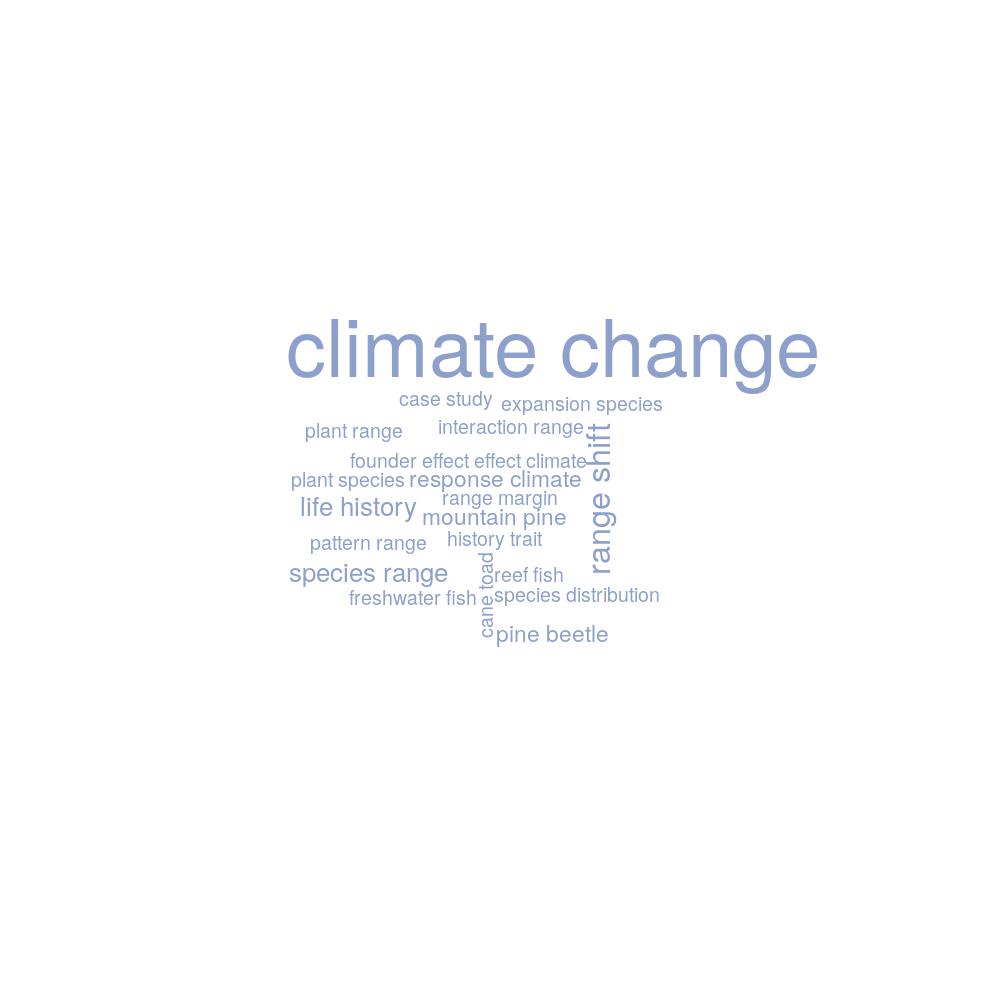 climate change
case study
expansion species
plant range
interaction range
range shift
founder effect effect climate
plant species
response climate
range margin
life history
mountain pine
history trait
pattern range
cane toad
species range
reef fish
freshwater fish
species distribution
pine beetle